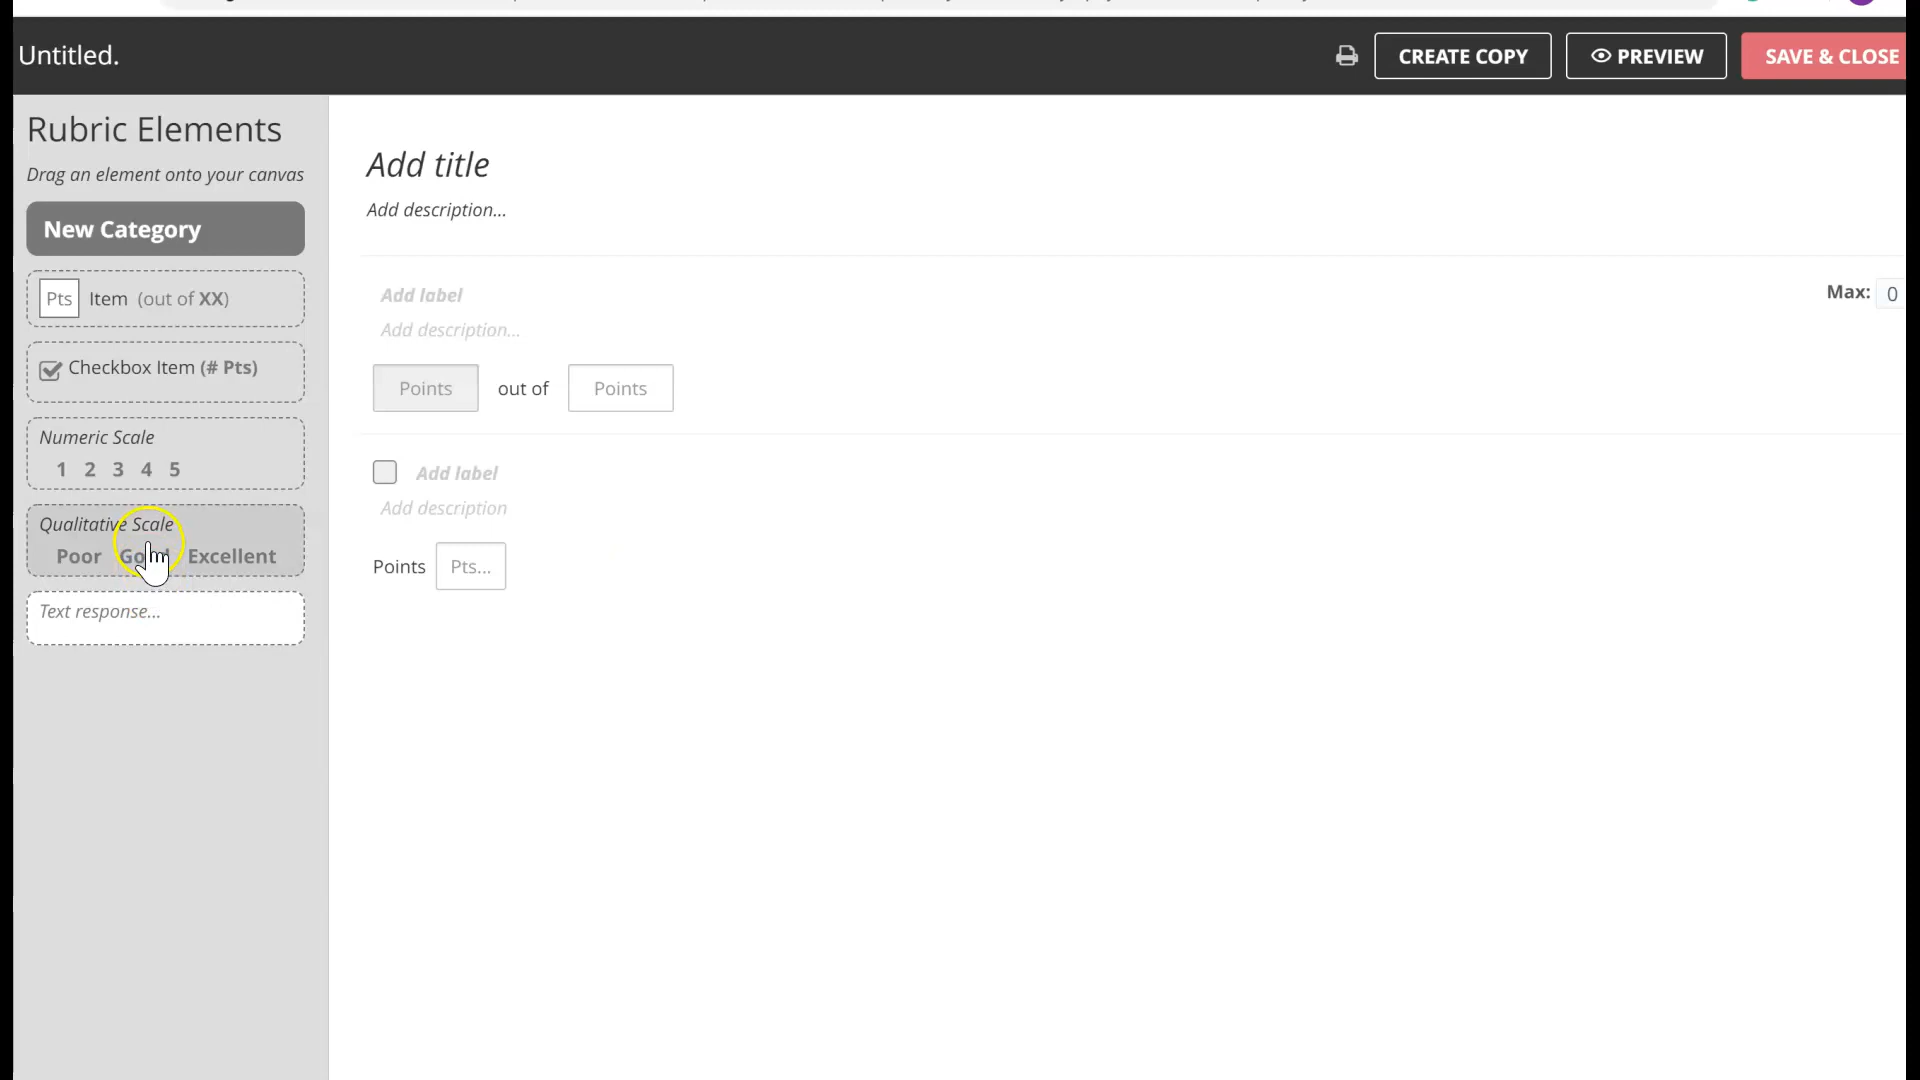 Untitled.
CREATE COPY
PREVIEW
SAVE & CLOSE
Rubric Elements
Drag an element onto your canvas
New Category
Pts Item (out of XX)
Checkbox Item (# Pts)
Numeric Scale
1 2 3 4 5
Qualitative Scale
Poor Good Excellent
Text response...
Add title
Add description...
Add label
Max: 0
Add description...
Points out of Points
Add label
Add description
Points Pts...